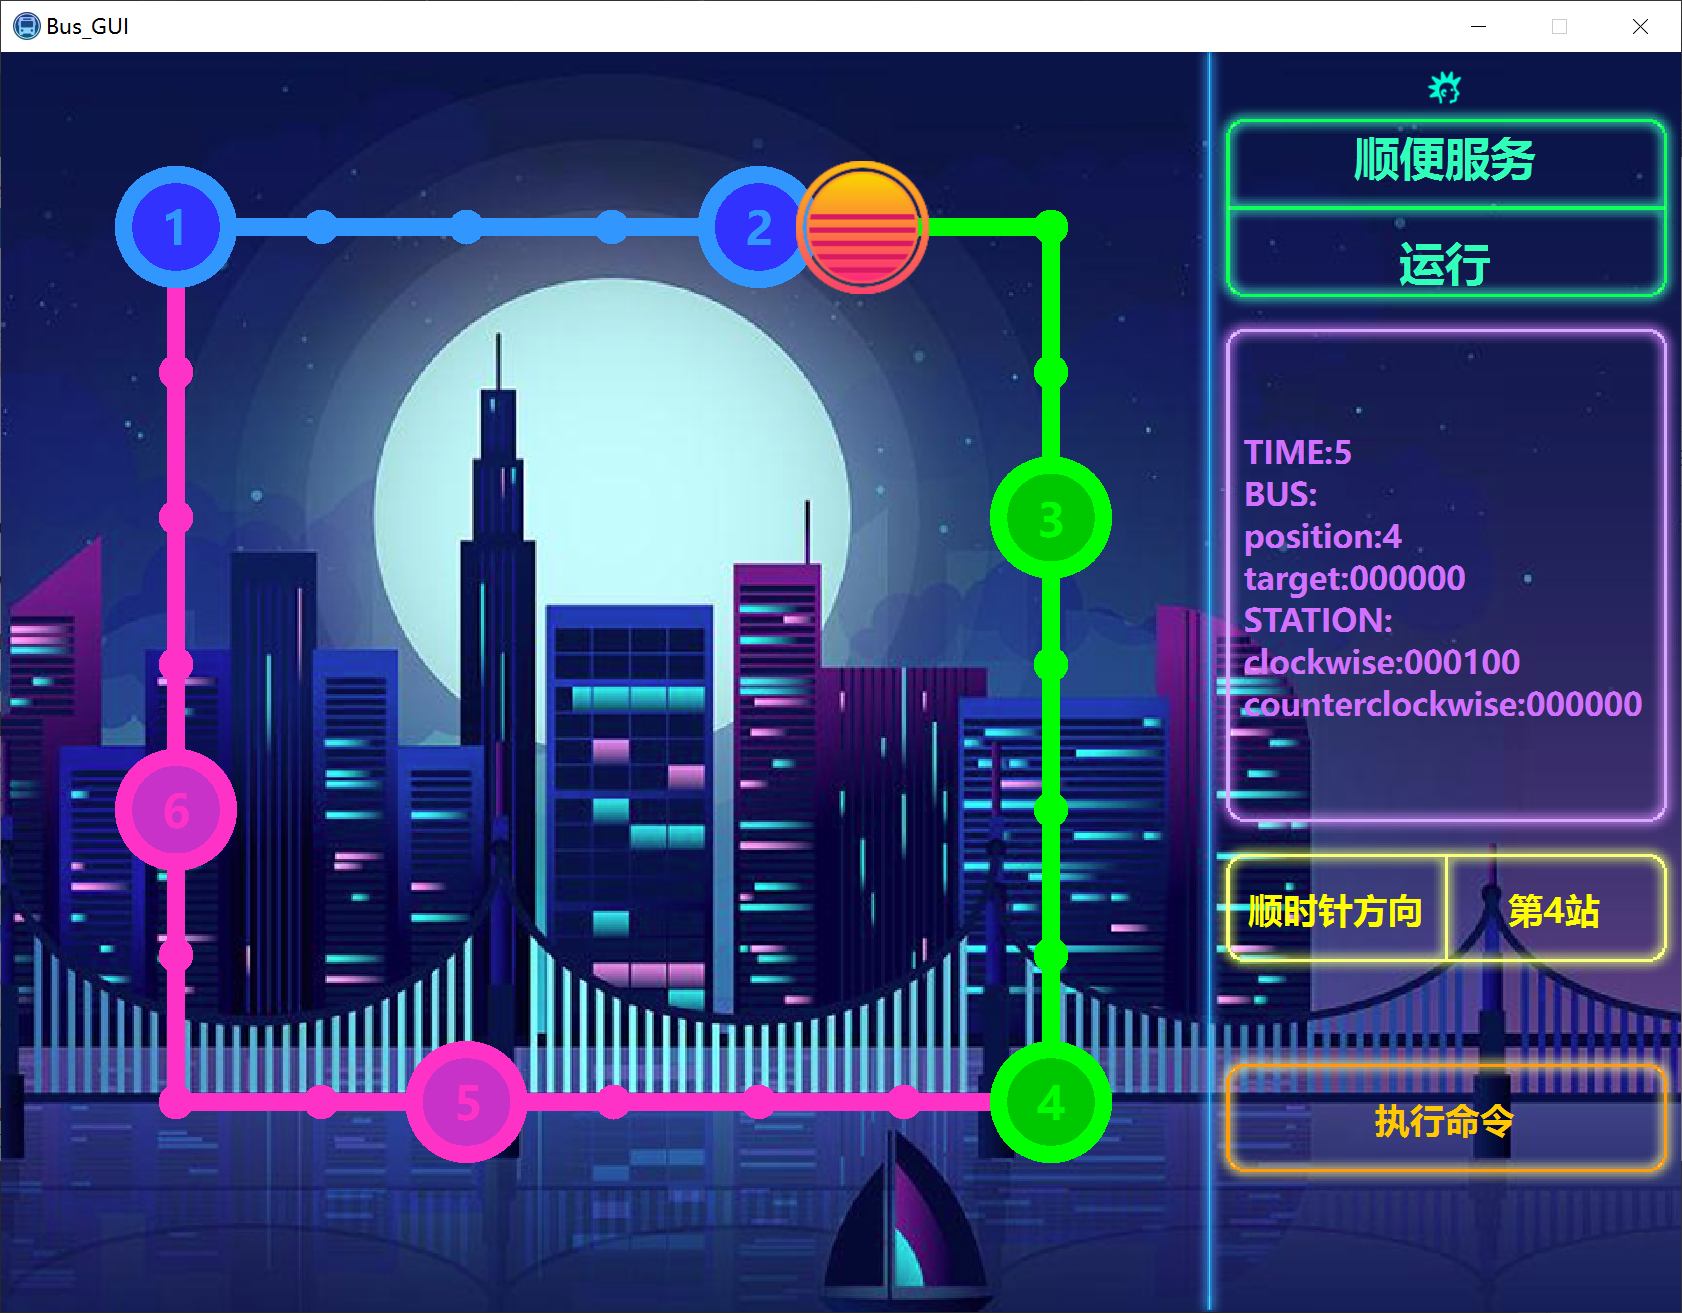 Bus_GUI
1
2
3
4
5
6
顺便服务
运行
TIME:5
BUS:
position:4
target:000000
STATION:
clockwise:000100
counterclockwise:000000
顺时针方向
第4站
执行命令